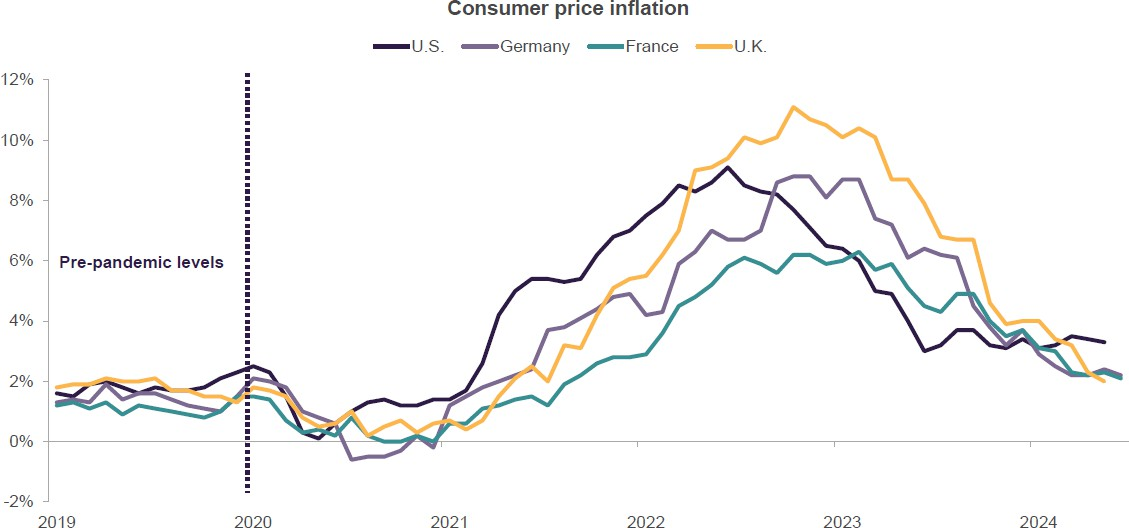 Consumer price inflation
U.S. Germany France U.K.
12%
10%
8%
6%
4%
2%
0%
-2%
Pre-pandemic levels
2019 2020 2021 2022 2023 2024